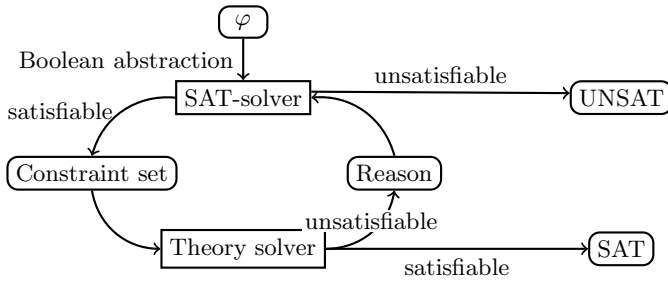 φ
Boolean abstraction
unsatisfiable
SAT-solver
UNSAT
satisfiable
Constraint set
Reason
unsatisfiable
Theory solver
SAT
satisfiable